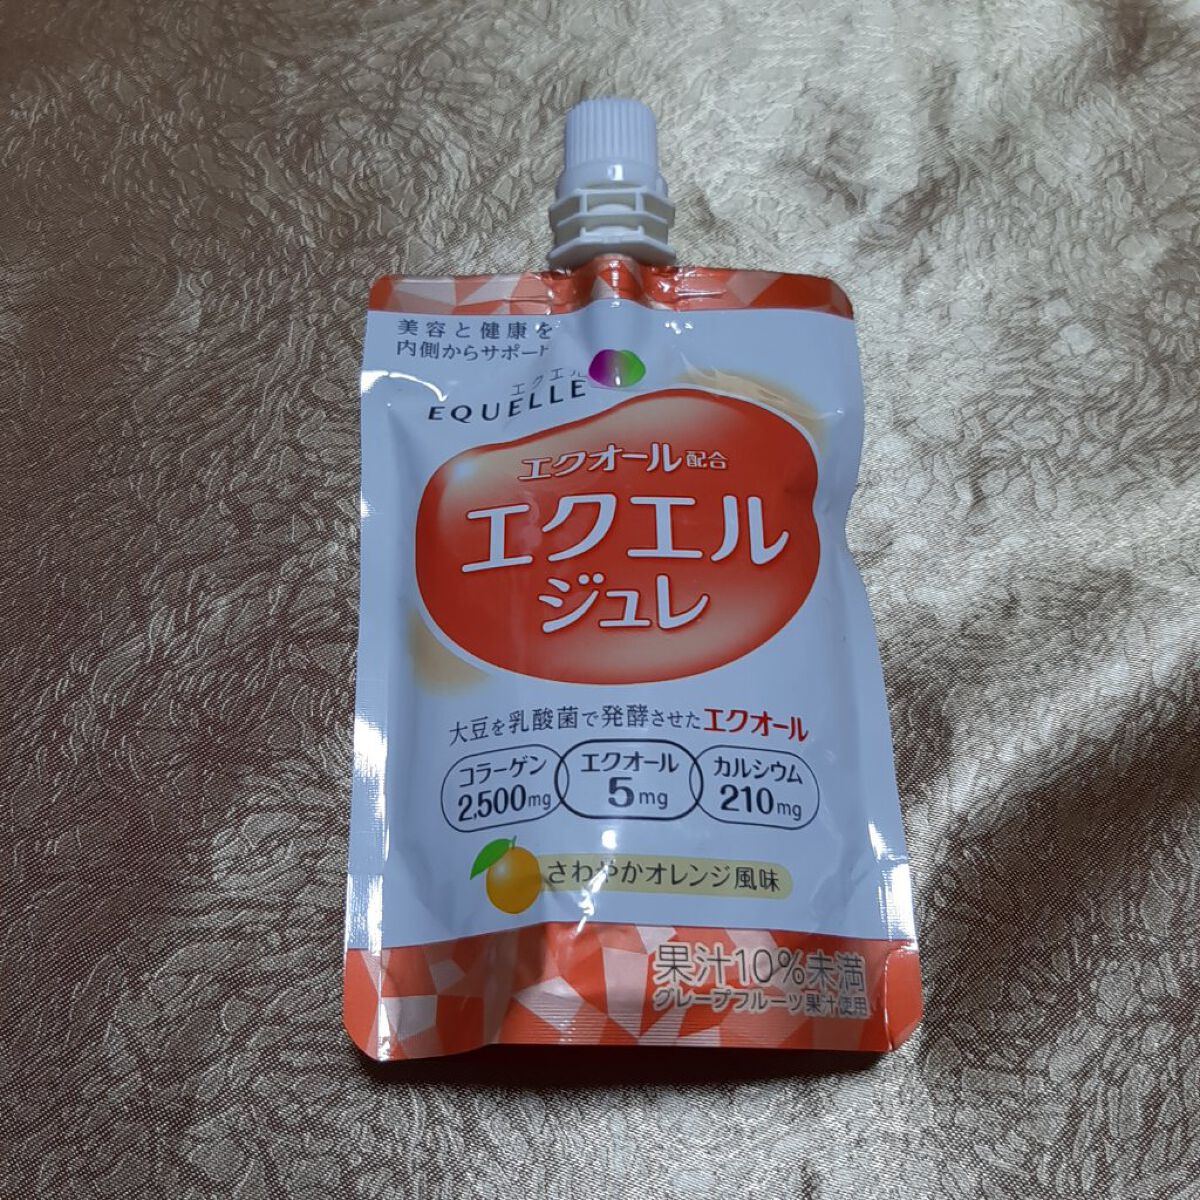 美容と健康を
内側からサポート
エクエル
EQUELLE
エクオール配合
エクエル
ジュレ
大豆を乳酸菌で発酵させたエクオール
コラーゲン
2,500mg
エクオール
5mg
カルシウム
210mg
さわやかオレンジ風味
果汁10%未満
グレープフルーツ果汁使用